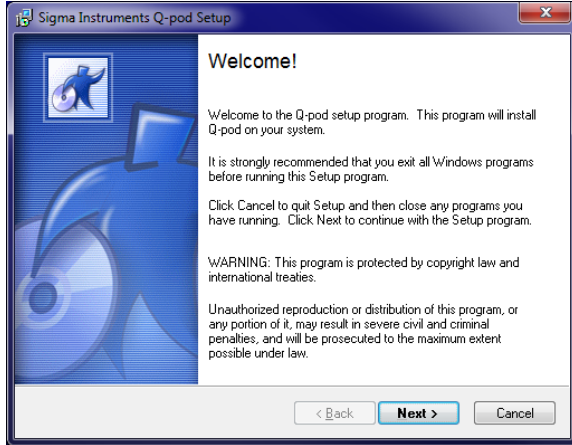 Sigma Instruments Q-pod Setup
Welcome!
Welcome to the Q-pod setup program.  This program will install
Q-pod on your system.
It is strongly recommended that you exit all Windows programs
before running this Setup program.
Click Cancel to quit Setup and then close any programs you
have running.  Click Next to continue with the Setup program.
WARNING: This program is protected by copyright law and
international treaties.
Unauthorized reproduction or distribution of this program, or
any portion of it, may result in severe civil and criminal
penalties, and will be prosecuted to the maximum extent
possible under law.
< Back
Next >
Cancel